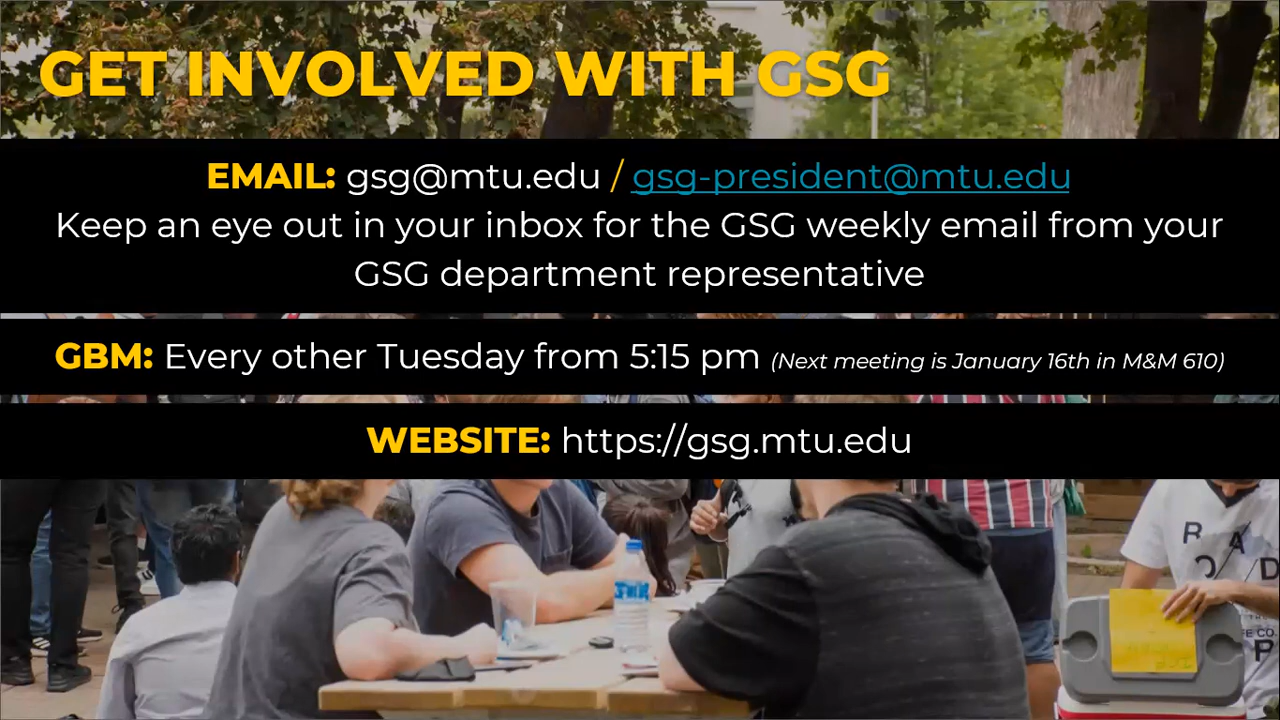 GET INVOLVED WITH GSG
EMAIL: gsg@mtu.edu / gsg-president@mtu.edu
Keep an eye out in your inbox for the GSG weekly email from your
GSG department representative
GBM: Every other Tuesday from 5:15 pm (Next meeting is January 16th in M&M 610)
WEBSITE: https://gsg.mtu.edu
R A
O / D
P